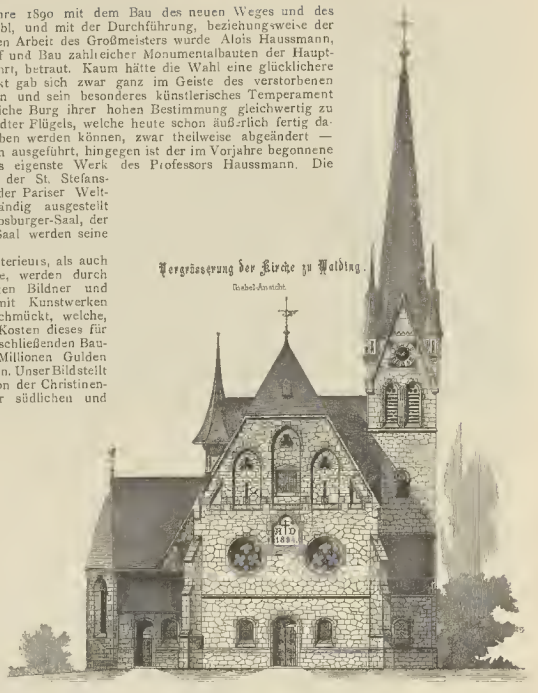 hre 1890 mit dem Bau des neuen Weges und des
bl, und mit der Durchführung, beziehungsweise der
en Arbeit des Großmeisters wurde Alois Haussmann,
f und Bau zahlreicher Monumentalbauten der Haupt-
hrt, betraut. Kaum hätte die Wahl eine glücklichere
kt gab sich zwar ganz im Geiste des verstorbenen
n und sein besonderes künstlerisches Temperament
iche Burg ihrer hohen Bestimmung gleichwertig zu
dter Flügels, welche heute schon äußerlich fertig da-
ben werden können, zwar theilweise abgeändert —
n ausgeführt, hingegen ist der im Vorjahre begonnene
s eigenste Werk des Professors Haussmann. Die
der St. Stefans-
der Pariser Welt-
ändig ausgestellt
bsburger-Saal, der
Saal werden seine
terieurs, als auch
e, werden durch
ten Bildner und
mit Kunstwerken
chmückt, welche,
Kosten dieses für
schließenden Bau-
Millionen Gulden
n. Unser Bild stellt
on der Christinen-
r südlichen und
Vergrösserung der Kirche zu Walding.
Giebel-Ansicht.
1894